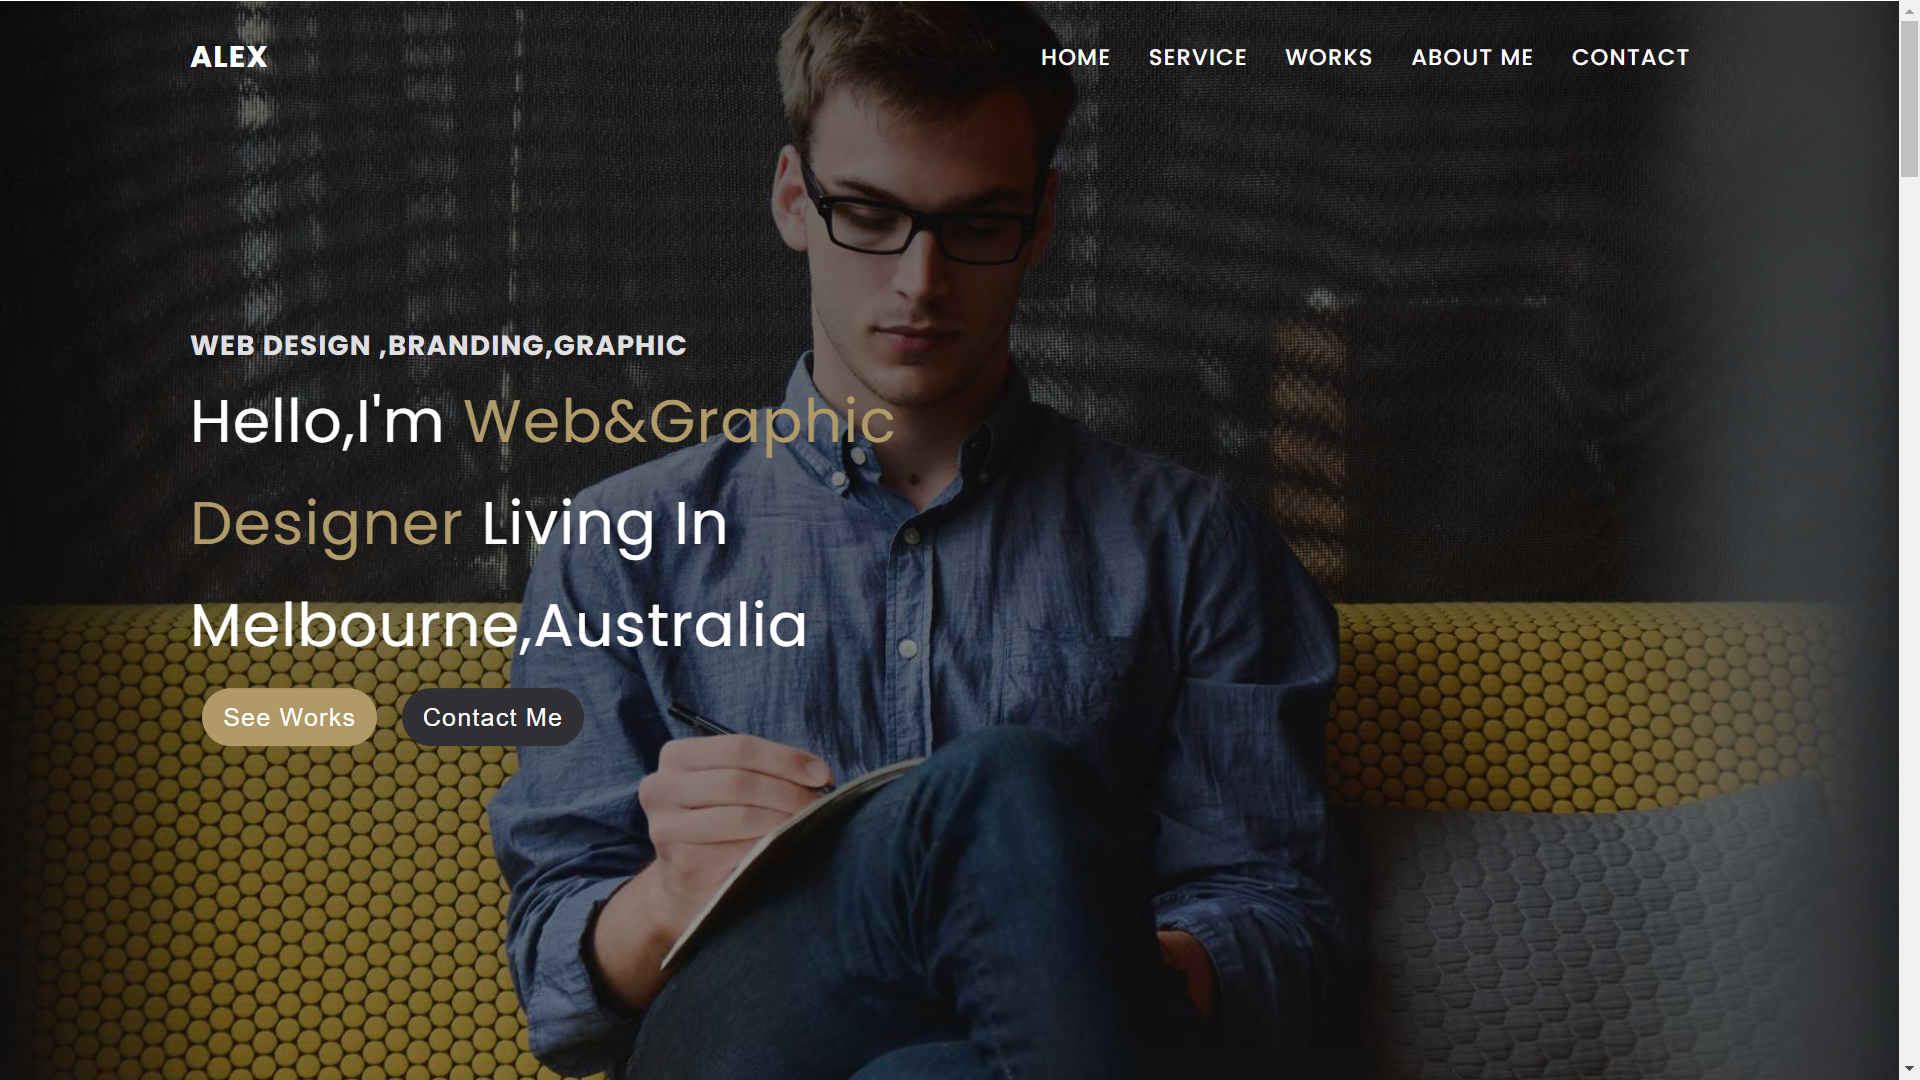 ALEX
HOME SERVICE WORKS ABOUT ME CONTACT
WEB DESIGN ,BRANDING,GRAPHIC
Hello,I'm Web&Graphic
Designer Living In
Melbourne,Australia
See Works Contact Me